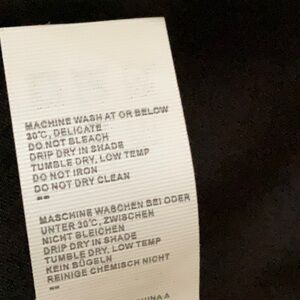 MACHINE WASH AT OR BELOW
30°C, DELICATE
DO NOT BLEACH
DRIP DRY IN SHADE
TUMBLE DRY, LOW TEMP
DO NOT IRON
DO NOT DRY CLEAN
==
MASCHINE WASCHEN BEI ODER
UNTER 30°C, ZWISCHEN
NICHT BLEICHEN
DRIP DRY IN SHADE
TUMBLE DRY, LOW TEMP
KEIN BÜGELN
REINIGE CHEMISCH NICHT
==